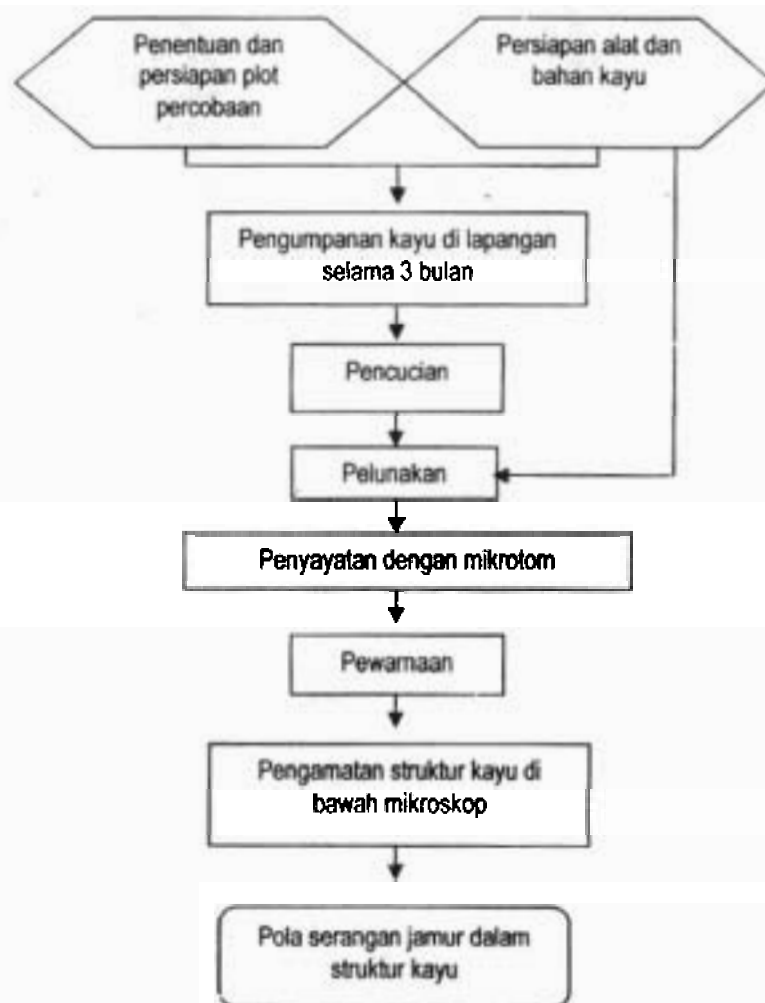 Penentuan dan
persiapan plot
percobaan
Persiapan alat dan
bahan kayu
Pengumpanan kayu di lapangan
selama 3 bulan
Pencucian
Pelunakan
Penyayatan dengan mikrotom
Pewarnaan
Pengamatan struktur kayu di
bawah mikroskop
Pola serangan jamur dalam
struktur kayu